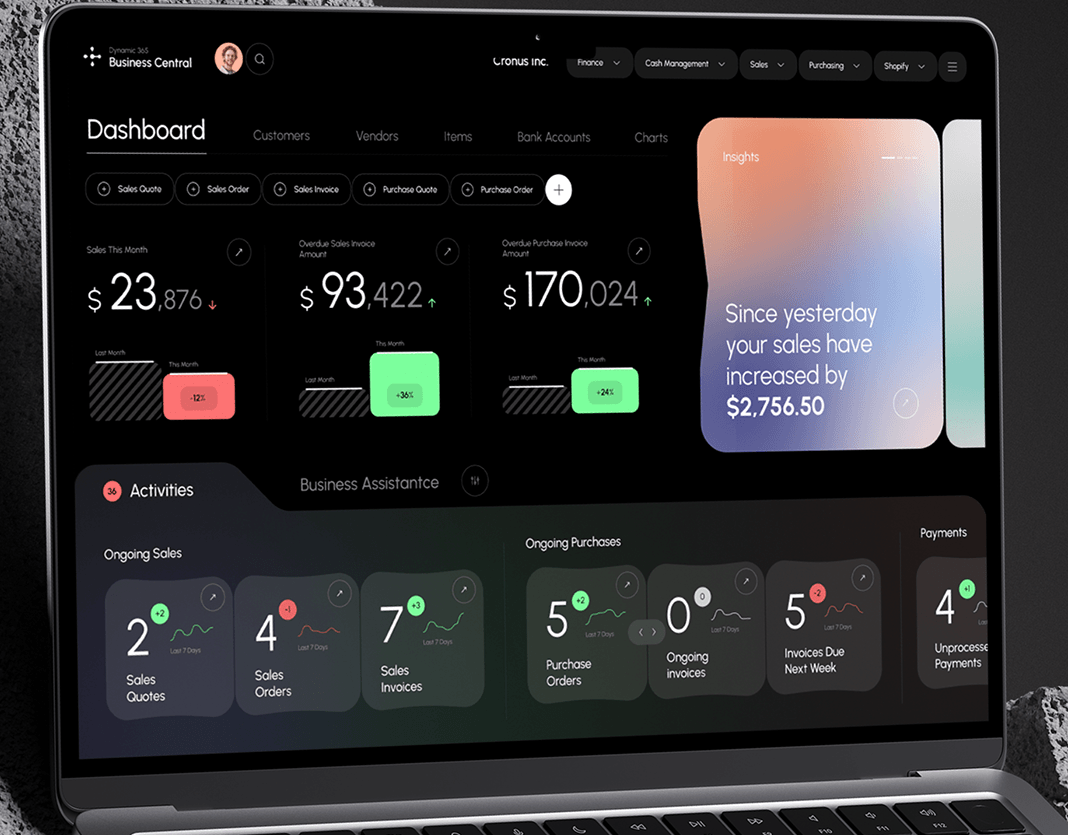 Dynamic 365
Business Central
Cronus Inc.
Finance
Cash Management
Sales
Purchasing
Shopify
Dashboard
Customers
Vendors
Items
Bank Accounts
Charts
Sales Quote
Sales Order
Sales Invoice
Purchase Quote
Purchase Order
Insights
Since yesterday
your sales have
increased by
$2,756.50
Sales This Month
$ 23,876
Last Month
This Month
-12%
Overdue Sales Invoice
Amount
$ 93,422
Last Month
This Month
+36%
Overdue Purchase Invoice
Amount
$ 170,024
Last Month
This Month
+24%
36 Activities
Business Assistantce
Ongoing Sales
2
+2
Last 7 Days
Sales
Quotes
4
-1
Last 7 Days
Sales
Orders
7
+3
Last 7 Days
Sales
Invoices
Ongoing Purchases
5
+2
Last 7 Days
Purchase
Orders
0
0
Last 7 Days
Ongoing
invoices
5
-2
Last 7 Days
Invoices Due
Next Week
Payments
4
+1
Unprocesse
Payments
F10
F11
F12